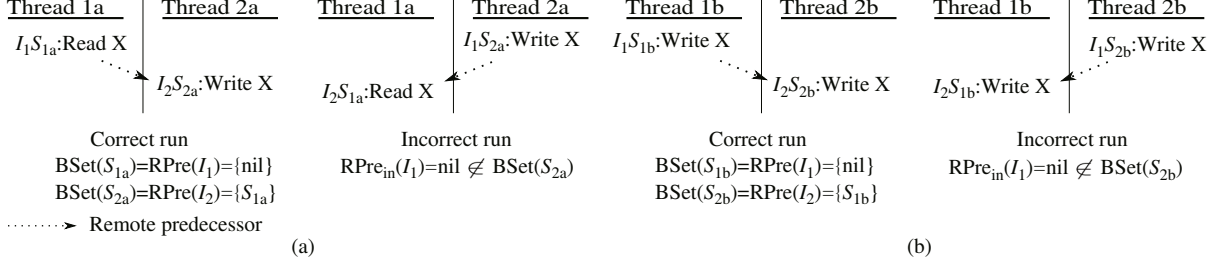 Thread 1a Thread 2a Thread 1a Thread 2a Thread 1b Thread 2b Thread 1b Thread 2b
I₁S₁ₐ:Read X I₁S₂ₐ:Write X I₁S₁b:Write X I₁S₂b:Write X
I₂S₂ₐ:Write X I₂S₁ₐ:Read X I₂S₂b:Write X I₂S₁b:Write X
Correct run Incorrect run Correct run Incorrect run
BSet(S₁ₐ)=RPre(I₁)={nil} RPrein(I₁)=nil ⊄ BSet(S₂ₐ) BSet(S₁b)=RPre(I₁)={nil} RPrein(I₁)=nil ⊄ BSet(S₂b)
BSet(S₂ₐ)=RPre(I₂)={S₁ₐ} BSet(S₂b)=RPre(I₂)={S₁b}
Remote predecessor
(a) (b)